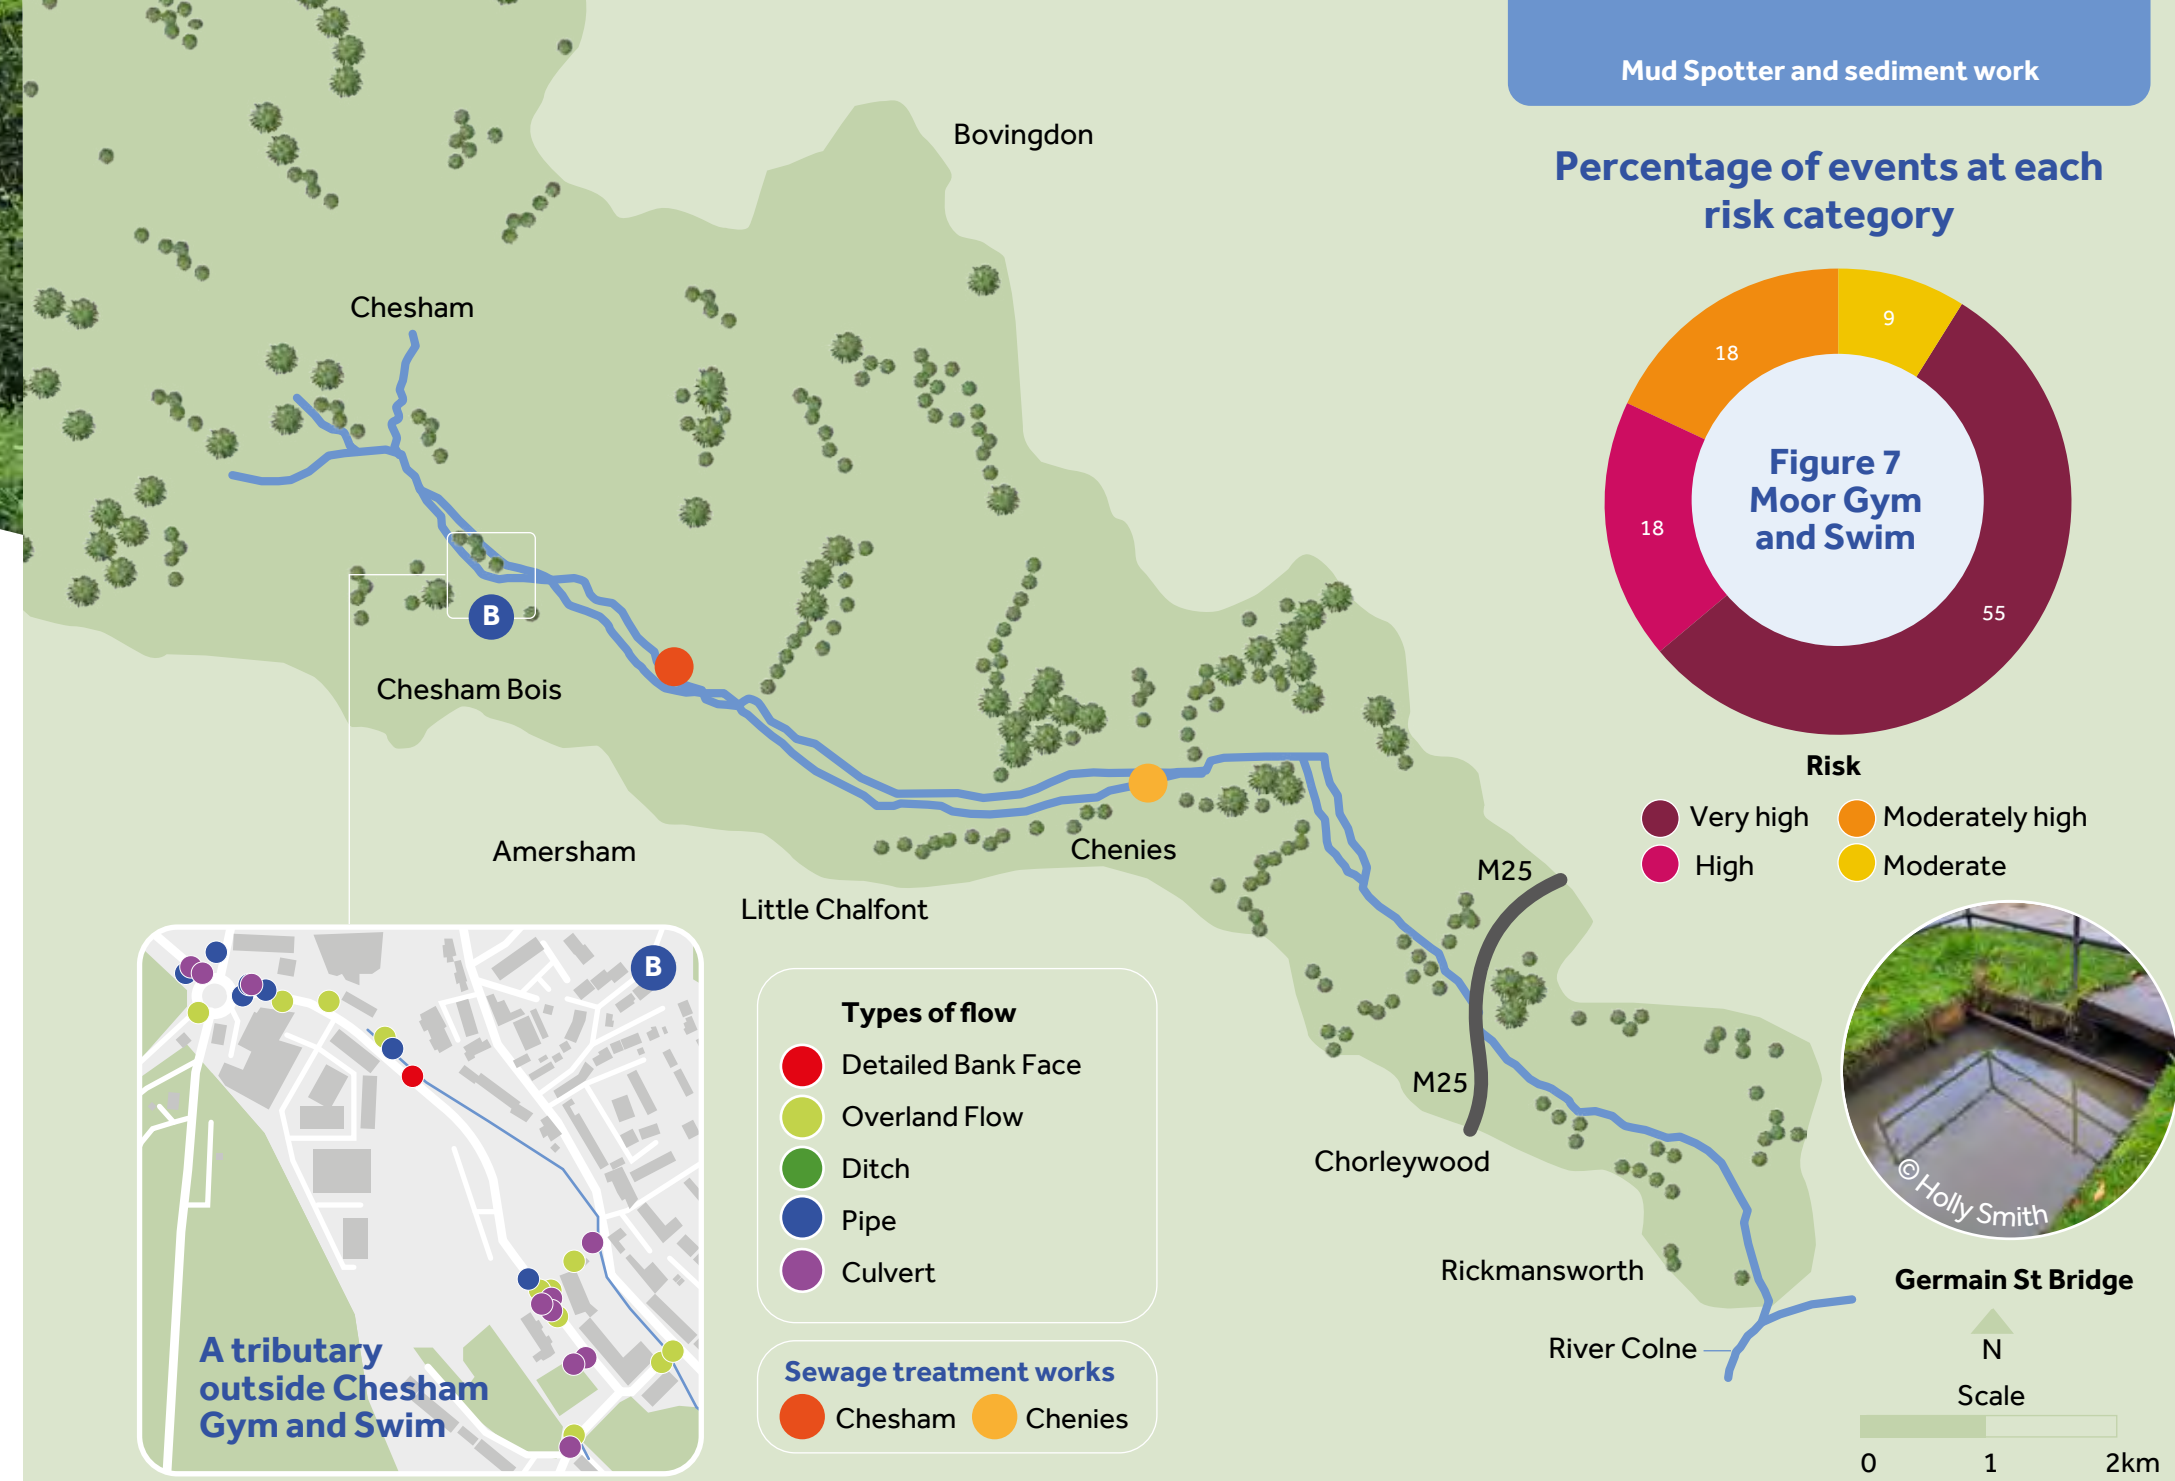 Mud Spotter and sediment work
Percentage of events at each
risk category
9
18
18
55
Figure 7
Moor Gym
and Swim
Risk
Very high
Moderately high
High
Moderate
Bovingdon
Chesham
B
Chesham Bois
Amersham
Little Chalfont
Chenies
M25
M25
Chorleywood
Rickmansworth
River Colne
© Holly Smith
Germain St Bridge
N
Scale
0 1 2km
B
A tributary
outside Chesham
Gym and Swim
Types of flow
Detailed Bank Face
Overland Flow
Ditch
Pipe
Culvert
Sewage treatment works
Chesham
Chenies